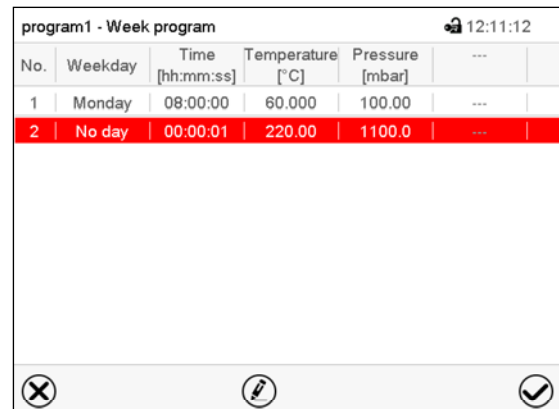 program1 - Week program 12:11:12
No. Weekday Time [hh:mm:ss] Temperature [°C] Pressure [mbar] ---
1 Monday 08:00:00 60.000 100.00 ---
2 No day 00:00:01 220.00 1100.0 ---